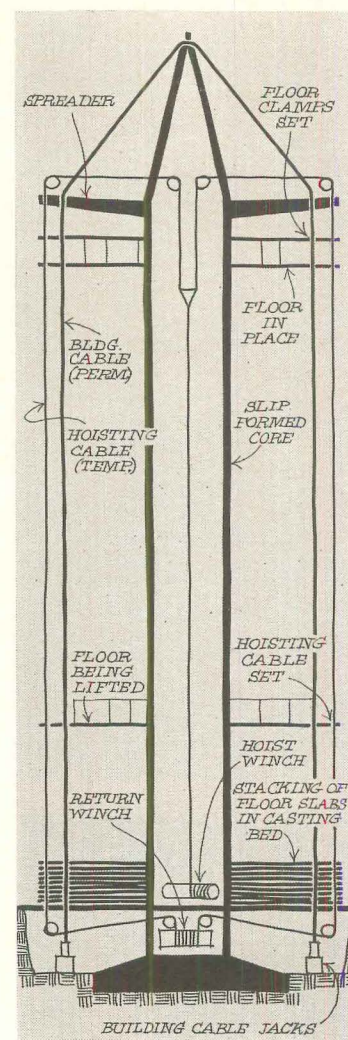 SPREADER
FLOOR
CLAMPS
SET
BLDG.
CABLE
(PERM.)
FLOOR
IN
PLACE
HOISTING
CABLE
(TEMP.)
SLIP
FORMED
CORE
FLOOR
BEING
LIFTED
HOISTING
CABLE
SET
HOIST
WINCH
RETURN
WINCH
STACKING OF
FLOOR SLABS
IN CASTING
BED
BUILDING CABLE JACKS